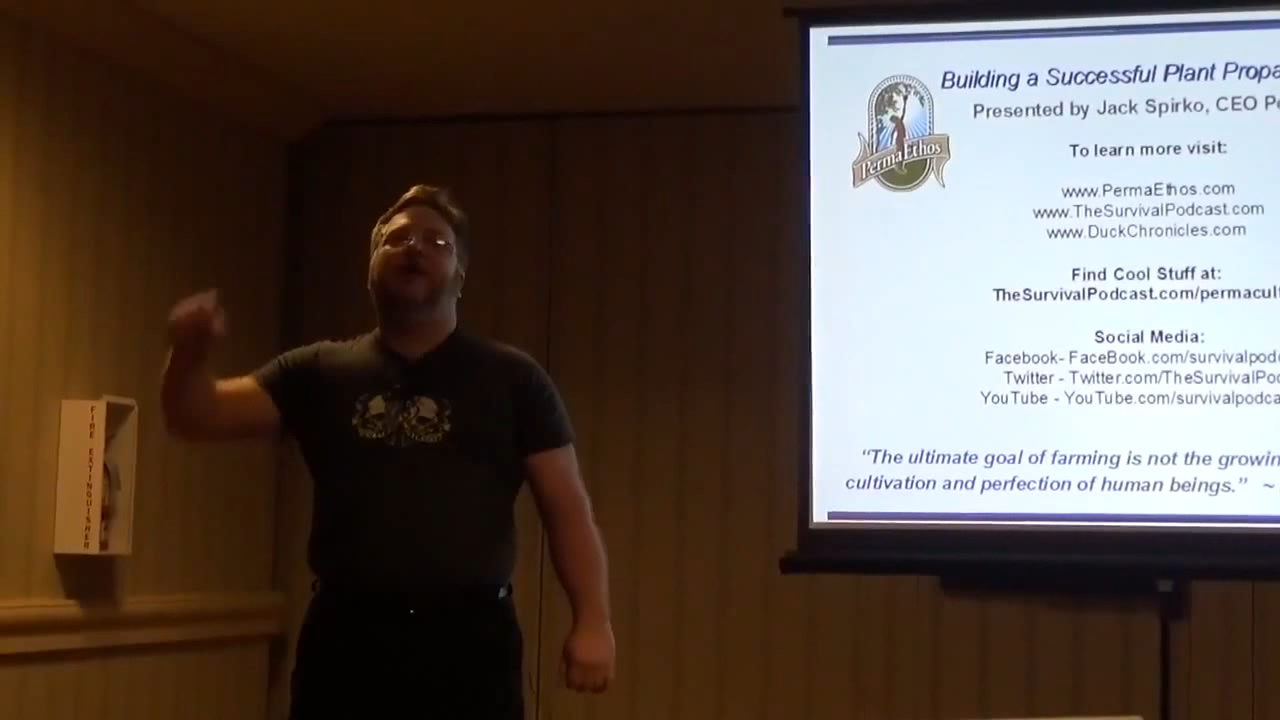 FIRE EXTINGUISHER
Building a Successful Plant
Presented by Jack Spirko, CEO
PermaEthos
To learn more visit:
www.PermaEthos.com
www.TheSurvivalPodcast.com
www.DuckChronicles.com
Find Cool Stuff at:
TheSurvivalPodcast.com/permacul
Social Media:
Facebook- FaceBook.com/survivalpod
Twitter - Twitter.com/TheSurvivalPo
YouTube - YouTube.com/survivalpodca
“The ultimate goal of farming is not the growin
cultivation and perfection of human beings.” ~